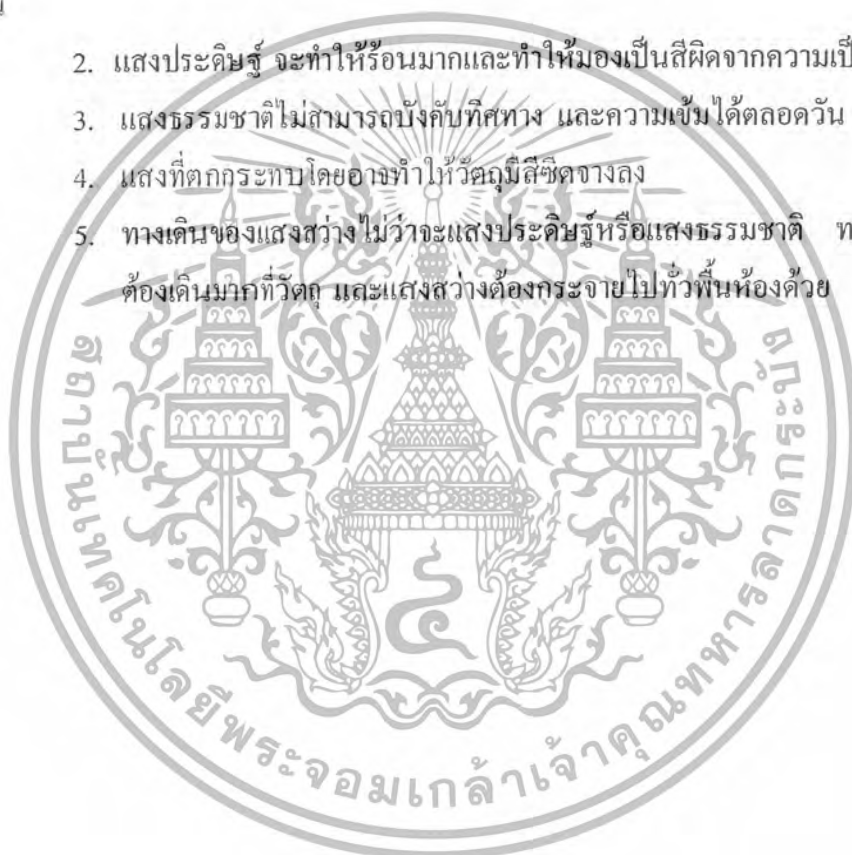 2. แสงประดิษฐ์ จะทำให้ร้อนมากและทำให้มองเป็นสีผิดจากความเป็
3. แสงธรรมชาติไม่สามารถบังคับทิศทาง และความเข้มได้ตลอดวัน
4. แสงที่ตกกระทบโดยอาจทำให้วัตถุมีสีซีดจางลง
5. ทางเดินของแสงสว่างไม่ว่าจะแสงประดิษฐ์หรือแสงธรรมชาติ ท
ต้องเดินมากที่วัตถุ และแสงสว่างต้องกระจายไปทั่วพื้นห้องด้วย
สถาบันเทคโนโลยีพระจอมเกล้าเจ้าคุณทหารลาดกระบัง